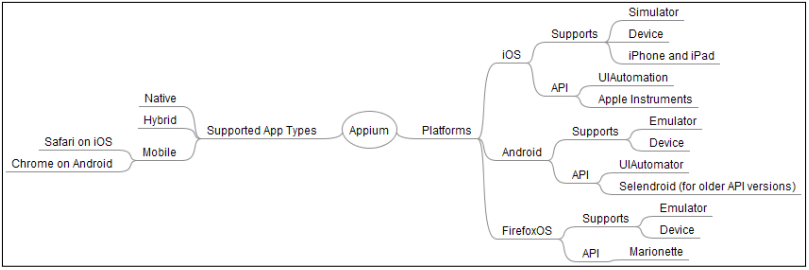 Native
Hybrid
Safari on iOS
Chrome on Android
Mobile
Supported App Types
Appium
Platforms
iOS
Supports
Simulator
Device
iPhone and iPad
API
UIAutomation
Apple Instruments
Android
Supports
Emulator
Device
API
UIAutomator
Selendroid (for older API versions)
FirefoxOS
Supports
Emulator
Device
API
Marionette